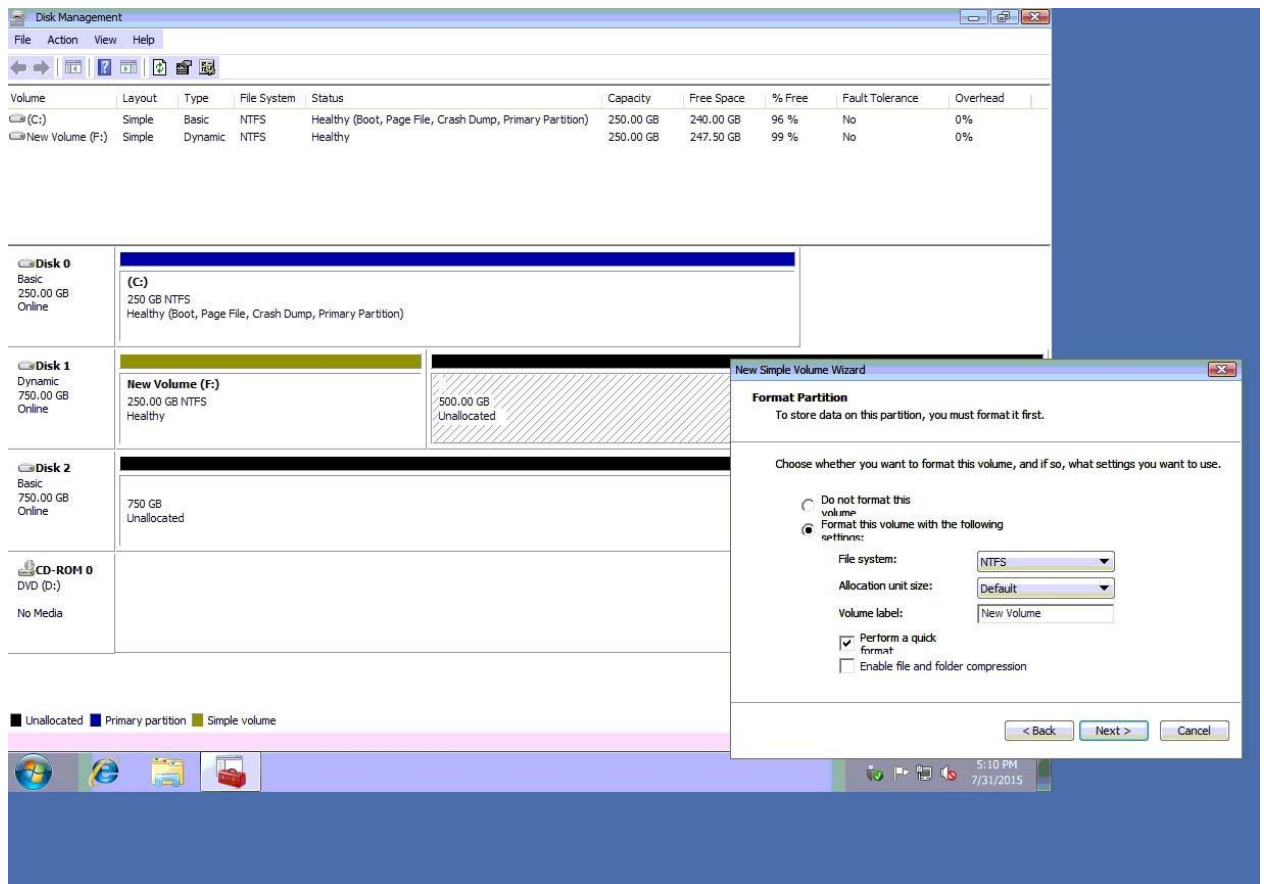 Disk Management
File Action View Help
Volume Layout Type File System Status Capacity Free Space % Free Fault Tolerance Overhead
(C:) Simple Basic NTFS Healthy (Boot, Page File, Crash Dump, Primary Partition) 250.00 GB 240.00 GB 96 % No 0%
New Volume (F:) Simple Dynamic NTFS Healthy 250.00 GB 247.50 GB 99 % No 0%
Disk 0
Basic
250.00 GB
Online
(C:)
250 GB NTFS
Healthy (Boot, Page File, Crash Dump, Primary Partition)
Disk 1
Dynamic
750.00 GB
Online
New Volume (F:)
250.00 GB NTFS
Healthy
500.00 GB
Unallocated
Disk 2
Basic
750.00 GB
Online
750 GB
Unallocated
CD-ROM 0
DVD (D:)
No Media
Unallocated Primary partition Simple volume
New Simple Volume Wizard
Format Partition
To store data on this partition, you must format it first.
Choose whether you want to format this volume, and if so, what settings you want to use.
Do not format this
volume
Format this volume with the following
settings:
File system: NTFS
Allocation unit size: Default
Volume label: New Volume
Perform a quick
format
Enable file and folder compression
< Back Next > Cancel
5:10 PM
7/31/2015